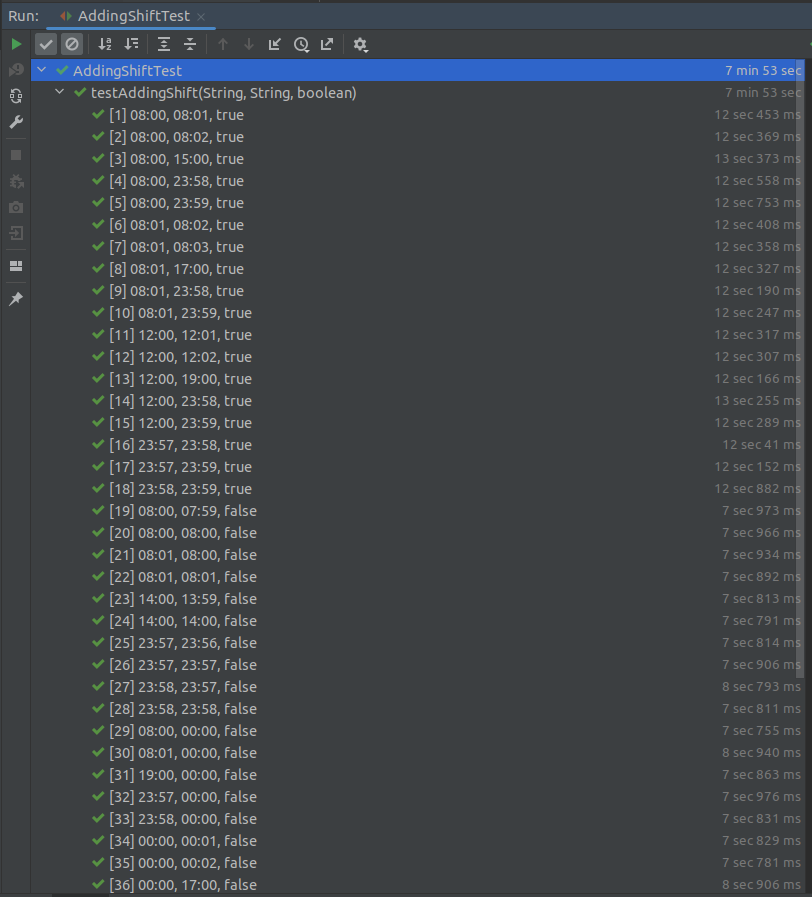 Run: AddingShiftTest
AddingShiftTest 7 min 53 sec
testAddingShift(String, String, boolean) 7 min 53 sec
[1] 08:00, 08:01, true 12 sec 453 ms
[2] 08:00, 08:02, true 12 sec 369 ms
[3] 08:00, 15:00, true 13 sec 373 ms
[4] 08:00, 23:58, true 12 sec 558 ms
[5] 08:00, 23:59, true 12 sec 753 ms
[6] 08:01, 08:02, true 12 sec 408 ms
[7] 08:01, 08:03, true 12 sec 358 ms
[8] 08:01, 17:00, true 12 sec 327 ms
[9] 08:01, 23:58, true 12 sec 190 ms
[10] 08:01, 23:59, true 12 sec 247 ms
[11] 12:00, 12:01, true 12 sec 317 ms
[12] 12:00, 12:02, true 12 sec 307 ms
[13] 12:00, 19:00, true 12 sec 166 ms
[14] 12:00, 23:58, true 13 sec 255 ms
[15] 12:00, 23:59, true 12 sec 289 ms
[16] 23:57, 23:58, true 12 sec 41 ms
[17] 23:57, 23:59, true 12 sec 152 ms
[18] 23:58, 23:59, true 12 sec 882 ms
[19] 08:00, 07:59, false 7 sec 973 ms
[20] 08:00, 08:00, false 7 sec 966 ms
[21] 08:01, 08:00, false 7 sec 934 ms
[22] 08:01, 08:01, false 7 sec 892 ms
[23] 14:00, 13:59, false 7 sec 813 ms
[24] 14:00, 14:00, false 7 sec 791 ms
[25] 23:57, 23:56, false 7 sec 814 ms
[26] 23:57, 23:57, false 7 sec 906 ms
[27] 23:58, 23:57, false 8 sec 793 ms
[28] 23:58, 23:58, false 7 sec 811 ms
[29] 08:00, 00:00, false 7 sec 755 ms
[30] 08:01, 00:00, false 8 sec 940 ms
[31] 19:00, 00:00, false 7 sec 863 ms
[32] 23:57, 00:00, false 7 sec 976 ms
[33] 23:58, 00:00, false 7 sec 831 ms
[34] 00:00, 00:01, false 7 sec 829 ms
[35] 00:00, 00:02, false 7 sec 781 ms
[36] 00:00, 17:00, false 8 sec 906 ms